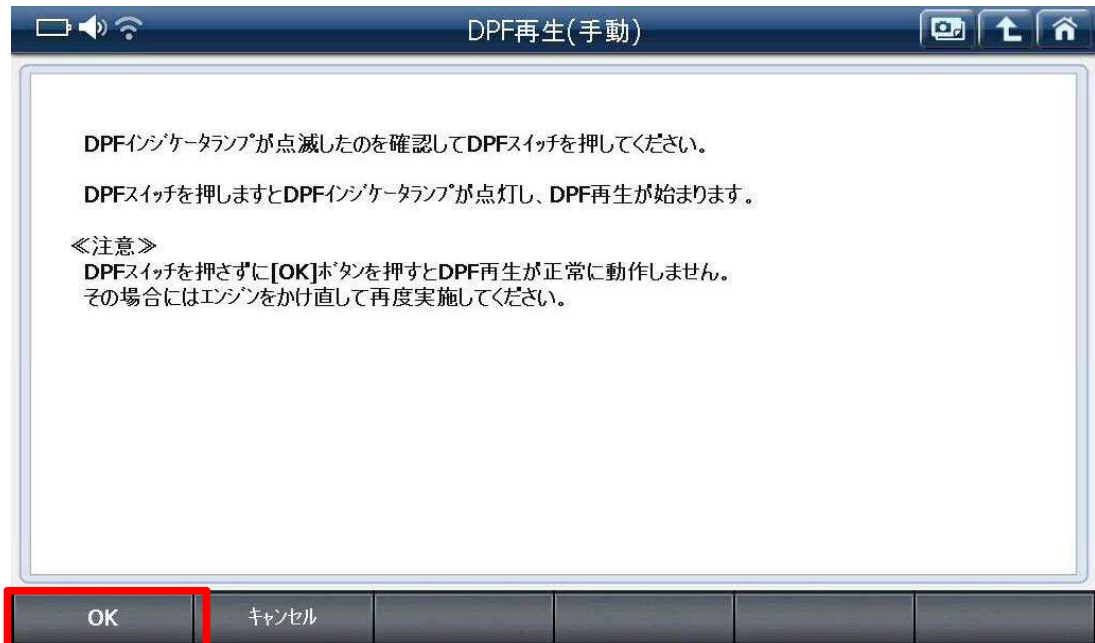 DPF再生(手動)
DPFｲﾝｼﾞｹｰﾀﾗﾝﾌﾟが点滅したのを確認してDPFｽｲｯﾁを押してください。
DPFｽｲｯﾁを押しますとDPFｲﾝｼﾞｹｰﾀﾗﾝﾌﾟが点灯し、DPF再生が始まります。
≪注意≫
DPFｽｲｯﾁを押さずに[OK]ﾎﾞﾀﾝを押すとDPF再生が正常に動作しません。
その場合にはｴﾝｼﾞﾝをかけ直して再度実施してください。
OK
ｷｬﾝｾﾙ